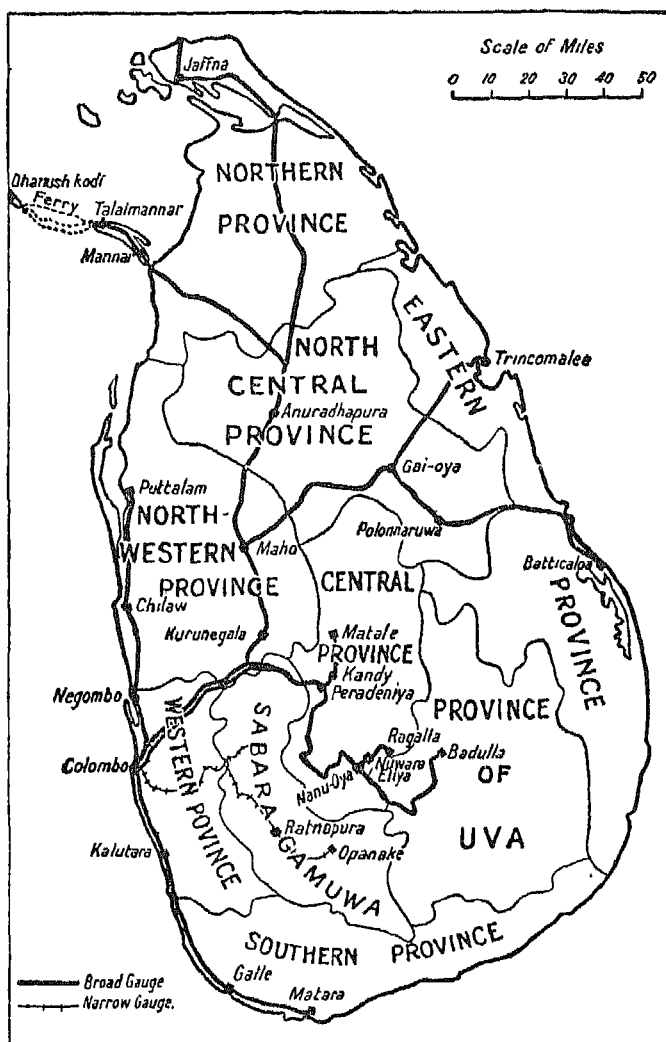 Scale of Miles
0 10 20 30 40 50
Jaffna
NORTHERN
PROVINCE
Dhanushkodi
Ferry
Talaimannar
Mannar
NORTH
CENTRAL
PROVINCE
Anuradhapura
EASTERN
PROVINCE
Trincomalee
Gal-oya
Puttalam
NORTH-
WESTERN
PROVINCE
Maho
Polonnaruwa
Batticaloa
Chilaw
CENTRAL
PROVINCE
Kurunegala
Matale
Kandy
Peradeniya
Negombo
Colombo
WESTERN POVINCE
SABARA
GAMUWA
Ragalla
Nuwara
Eliya
Nanu-Oya
Badulla
PROVINCE
OF
UVA
Ratnopura
Opanake
Kalutara
SOUTHERN PROVINCE
Galle
Matara
Broad Gauge
Narrow Gauge.